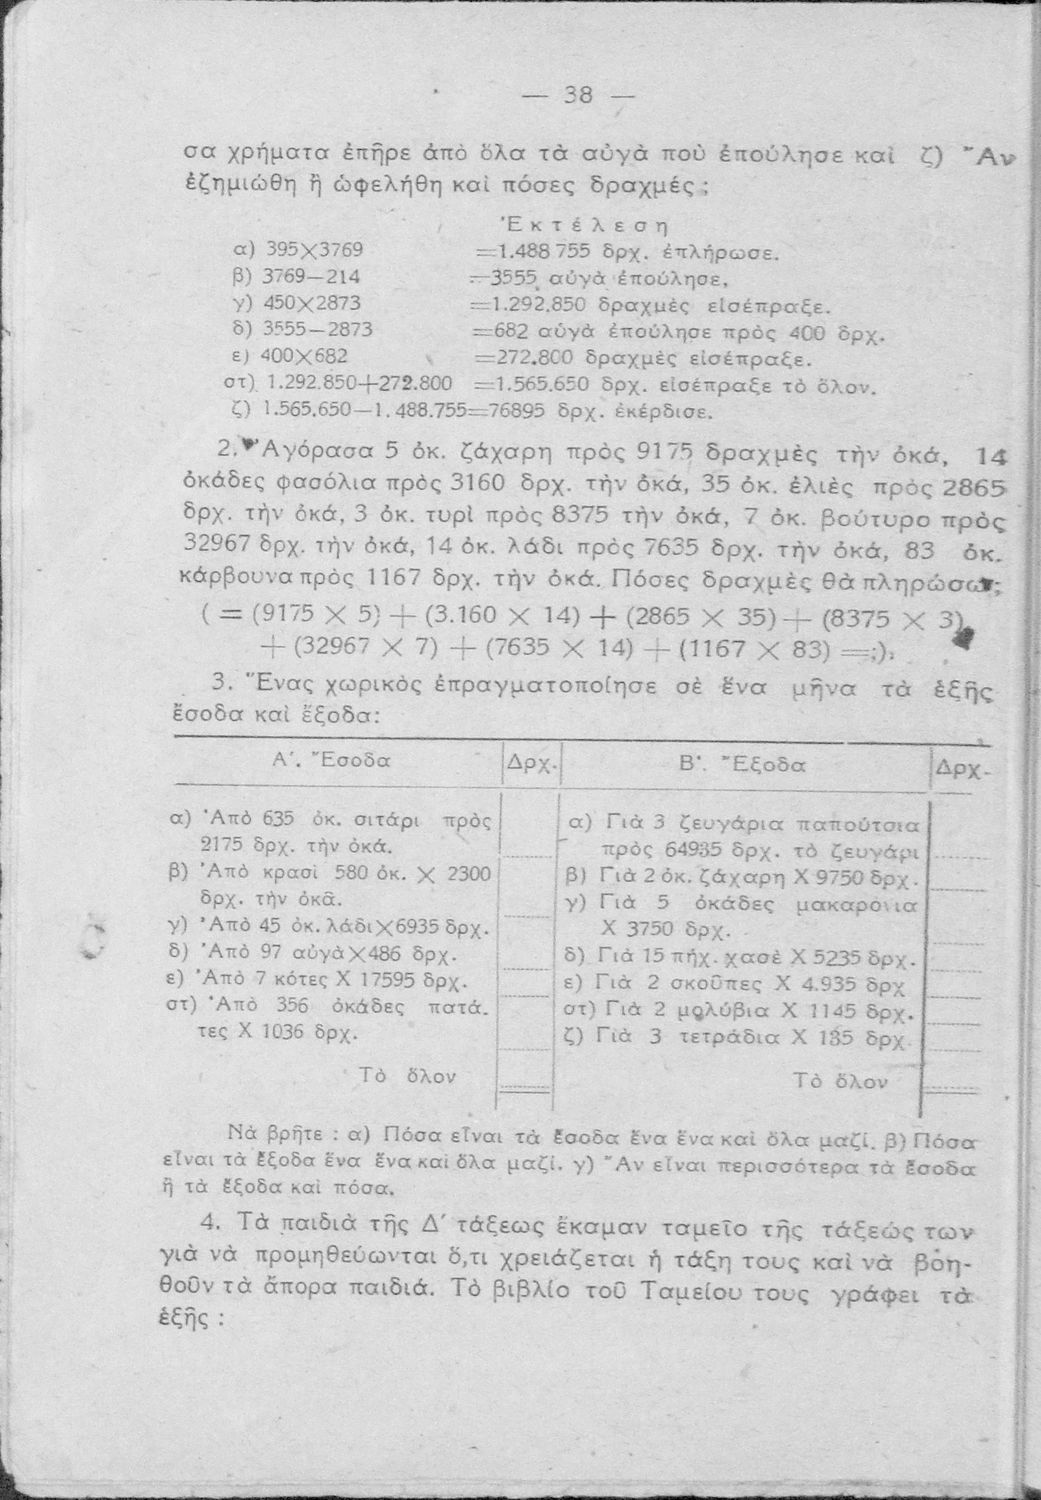 — 38 —
σα χρήματα ἐπῆρε ἀπὸ ὅλα τὰ αὐγὰ ποὺ ἐπούλησε καὶ ζ) Ἂν
ἐζημιώθη ἢ ὠφελήθη καὶ πόσες δραχμές ;
Ἐκτέλεση
α) 395×3769 =1.488 755 δρχ. ἐπλήρωσε.
β) 3769—214 =3555 αὐγὰ ἐπούλησε,
γ) 450×2873 =1.292.850 δραχμὲς εἰσέπραξε.
δ) 3555—2873 =682 αὐγὰ ἐπούλησε πρὸς 400 δρχ.
ε) 400×682 =272.800 δραχμὲς εἰσέπραξε.
στ) 1.292.850+272.800 =1.565.650 δρχ. εἰσέπραξε τὸ ὅλον.
ζ) 1.565.650—1.488.755=76895 δρχ. ἐκέρδισε.
2. Ἀγόρασα 5 ὀκ. ζάχαρη πρὸς 9175 δραχμὲς τὴν ὀκά, 14
ὀκάδες φασόλια πρὸς 3160 δρχ. τὴν ὀκά, 35 ὀκ. ἐλιὲς πρὸς 2865
δρχ. τὴν ὀκά, 3 ὀκ. τυρὶ πρὸς 8375 τὴν ὀκά, 7 ὀκ. βούτυρο πρὸς
32967 δρχ. τὴν ὀκά, 14 ὀκ. λάδι πρὸς 7635 δρχ. τὴν ὀκά, 83 ὀκ.
κάρβουνα πρὸς 1167 δρχ. τὴν ὀκά. Πόσες δραχμὲς θὰ πληρώσω;
( = (9175 × 5) + (3.160 × 14) + (2865 × 35) + (8375 × 3)
+ (32967 × 7) + (7635 × 14) + (1167 × 83) =;).
3. Ἕνας χωρικὸς ἐπραγματοποίησε σὲ ἕνα μῆνα τὰ ἑξῆς
ἔσοδα καὶ ἔξοδα:
Α΄. Ἔσοδα Δρχ. Β΄. Ἔξοδα Δρχ.
α) Ἀπὸ 635 ὀκ. σιτάρι πρὸς
2175 δρχ. τὴν ὀκά.
β) Ἀπὸ κρασὶ 580 ὀκ. × 2300
δρχ. τὴν ὀκᾶ.
γ) Ἀπὸ 45 ὀκ. λάδι×6935 δρχ.
δ) Ἀπὸ 97 αὐγὰ×486 δρχ.
ε) Ἀπὸ 7 κότες Χ 17595 δρχ.
στ) Ἀπὸ 356 ὀκάδες πατά.
τες Χ 1036 δρχ.
Τὸ ὅλον
α) Γιὰ 3 ζευγάρια παπούτσια
πρὸς 64935 δρχ. τὸ ζευγάρι
β) Γιὰ 2 ὀκ. ζάχαρη Χ 9750 δρχ.
γ) Γιὰ 5 ὀκάδες μακαρόνια
Χ 3750 δρχ.
δ) Γιὰ 15 πήχ. χασὲ Χ 5235 δρχ.
ε) Γιὰ 2 σκοῦπες Χ 4.935 δρχ
στ) Γιὰ 2 μολύβια Χ 1145 δρχ.
ζ) Γιὰ 3 τετράδια Χ 185 δρχ.
Τὸ ὅλον
Νὰ βρῆτε : α) Πόσα εἶναι τὰ ἔσοδα ἕνα ἕνα καὶ ὅλα μαζί. β) Πόσα
εἶναι τὰ ἔξοδα ἕνα ἕνα καὶ ὅλα μαζί. γ) Ἂν εἶναι περισσότερα τὰ ἔσοδα
ἢ τὰ ἔξοδα καὶ πόσα.
4. Τὰ παιδιὰ τῆς Δ΄ τάξεως ἔκαμαν ταμεῖο τῆς τάξεώς των
γιὰ νὰ προμηθεύωνται ὅ,τι χρειάζεται ἡ τάξη τους καὶ νὰ βοη-
θοῦν τὰ ἄπορα παιδιά. Τὸ βιβλίο τοῦ Ταμείου τους γράφει τὰ
ἑξῆς :